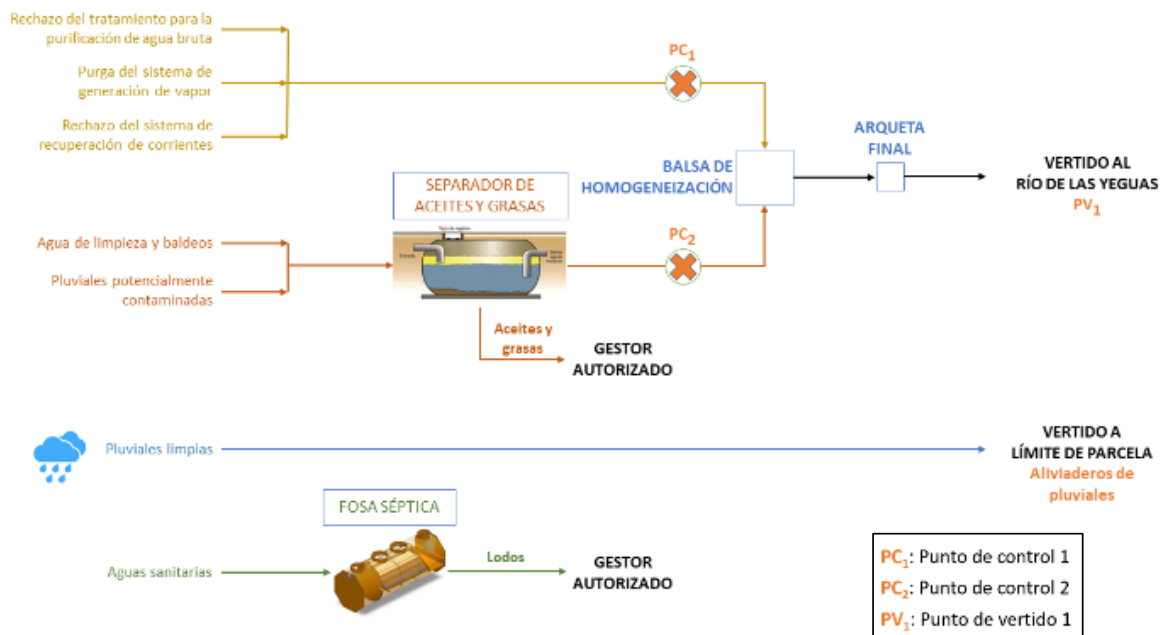 Rechazo del tratamiento para la
purificación de agua bruta
Purga del sistema de
generación de vapor
Rechazo del sistema de
recuperación de corrientes
PC1
BALSA DE
HOMOGENEIZACIÓN
ARQUETA
FINAL
VERTIDO AL
RÍO DE LAS YEGUAS
PV1
SEPARADOR DE
ACEITES Y GRASAS
Agua de limpieza y baldeos
Pluviales potencialmente
contaminadas
Entrada
PC2
Aceites y
grasas
GESTOR
AUTORIZADO
Pluviales limpias
VERTIDO A
LÍMITE DE PARCELA
Aliviaderos de
pluviales
FOSA SÉPTICA
Aguas sanitarias
Lodos
GESTOR
AUTORIZADO
PC1: Punto de control 1
PC2: Punto de control 2
PV1: Punto de vertido 1